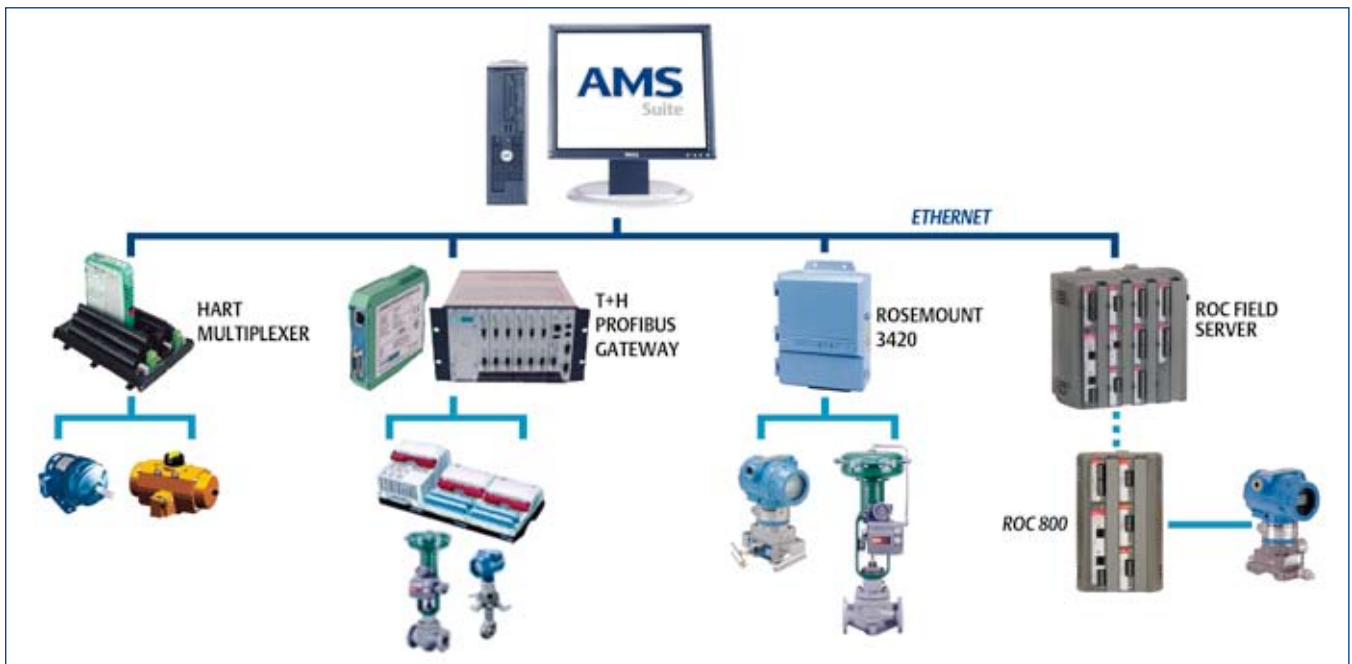 AMS
Suite
ETHERNET
HART
MULTIPLEXER
T+H
PROFIBUS
GATEWAY
ROSEMOUNT
3420
ROC FIELD
SERVER
ROC 800